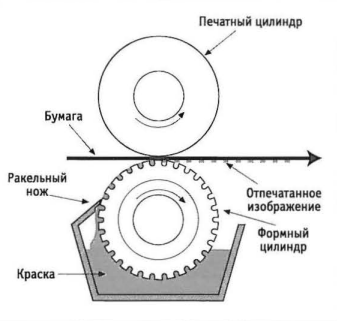 Печатный цилиндр
Бумага
Ракельный
нож
Отпечатанное
изображение
Формный
цилиндр
Краска